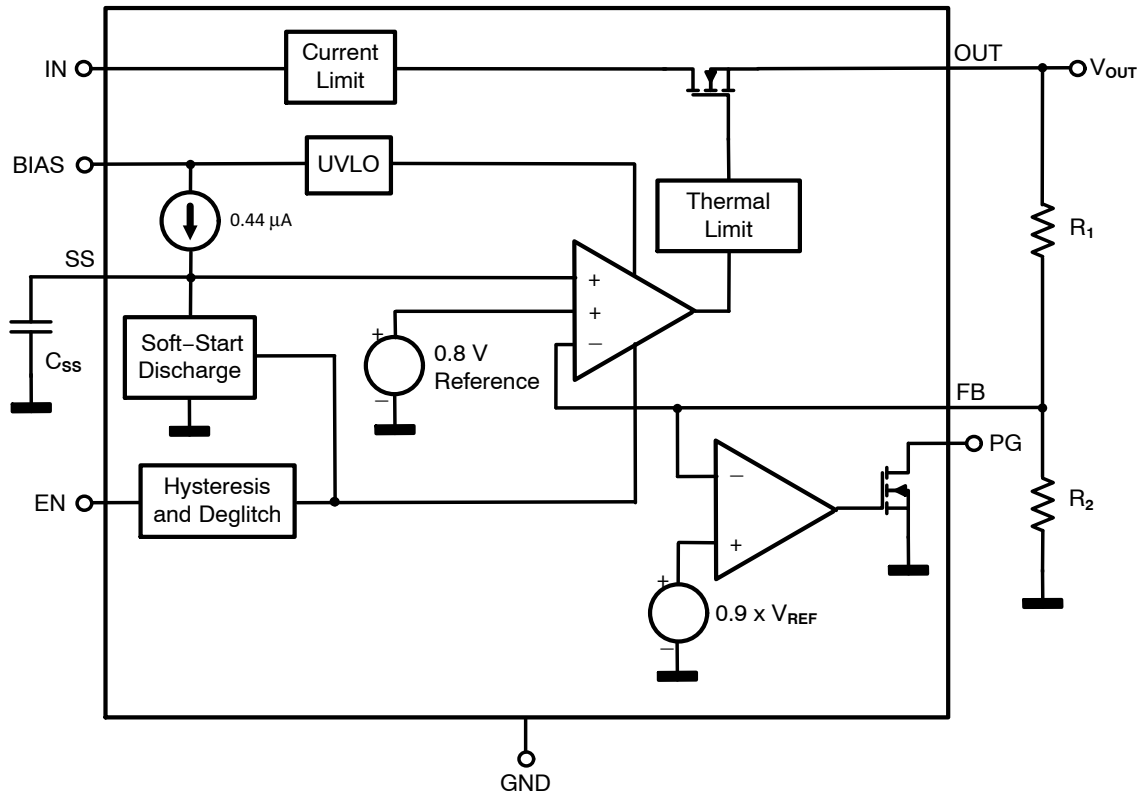 IN
Current
Limit
OUT
VOUT
BIAS
UVLO
0.44 μA
Thermal
Limit
R1
SS
+
+
−
CSS
Soft−Start
Discharge
+
−
0.8 V
Reference
FB
PG
EN
Hysteresis
and Deglitch
−
+
R2
+
−
0.9 x VREF
GND